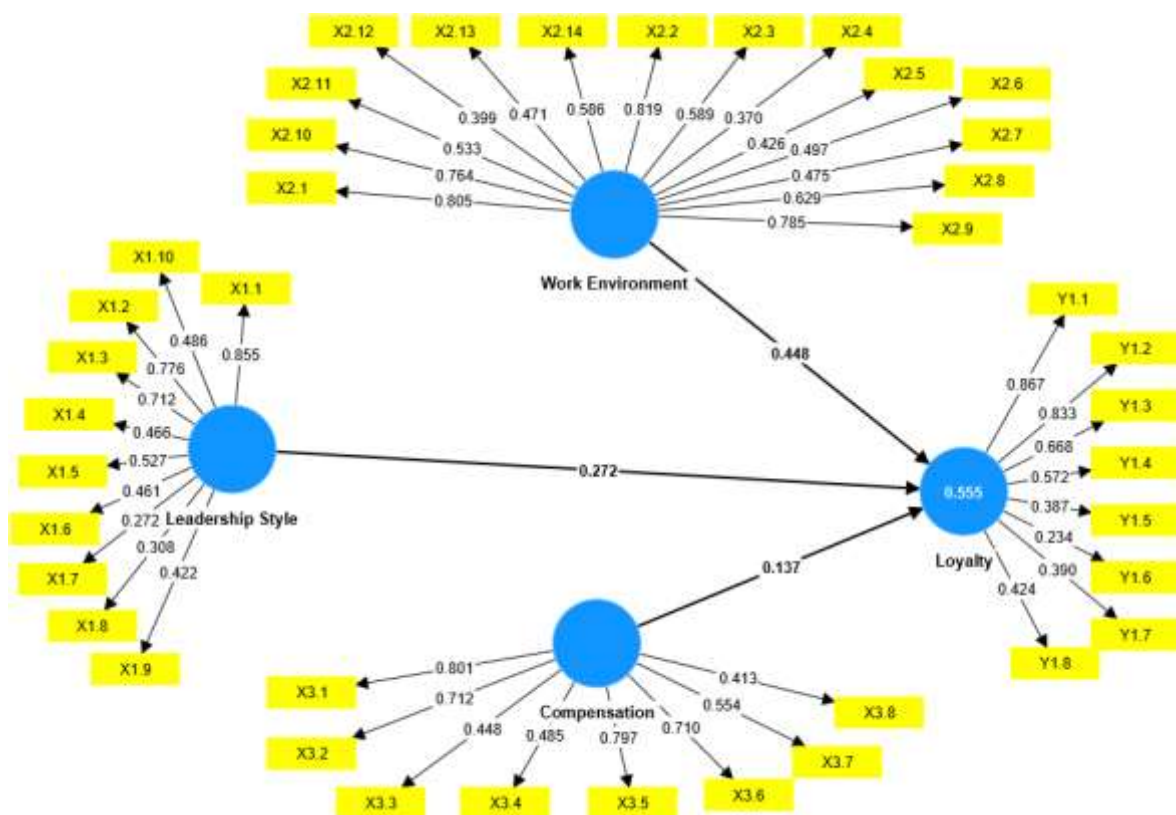 X2.12
X2.13
X2.14
X2.2
X2.3
X2.4
X2.5
X2.6
X2.11
X2.10
X2.7
X2.1
X2.8
X2.9
0.399
0.471
0.586
0.819
0.589
0.370
0.426
0.497
0.533
0.475
0.764
0.629
0.805
0.785
Work Environment
X1.10
X1.1
X1.2
X1.3
X1.4
X1.5
X1.6
X1.7
X1.8
X1.9
0.486
0.855
0.776
0.712
0.466
0.527
0.461
0.272
0.308
0.422
Leadership Style
0.448
0.272
0.137
Y1.1
Y1.2
Y1.3
Y1.4
Y1.5
Y1.6
Y1.7
Y1.8
0.867
0.833
0.668
0.572
0.387
0.234
0.390
0.424
0.555
Loyalty
Compensation
0.801
0.712
0.448
0.485
0.797
0.710
0.554
0.413
X3.1
X3.2
X3.3
X3.4
X3.5
X3.6
X3.7
X3.8